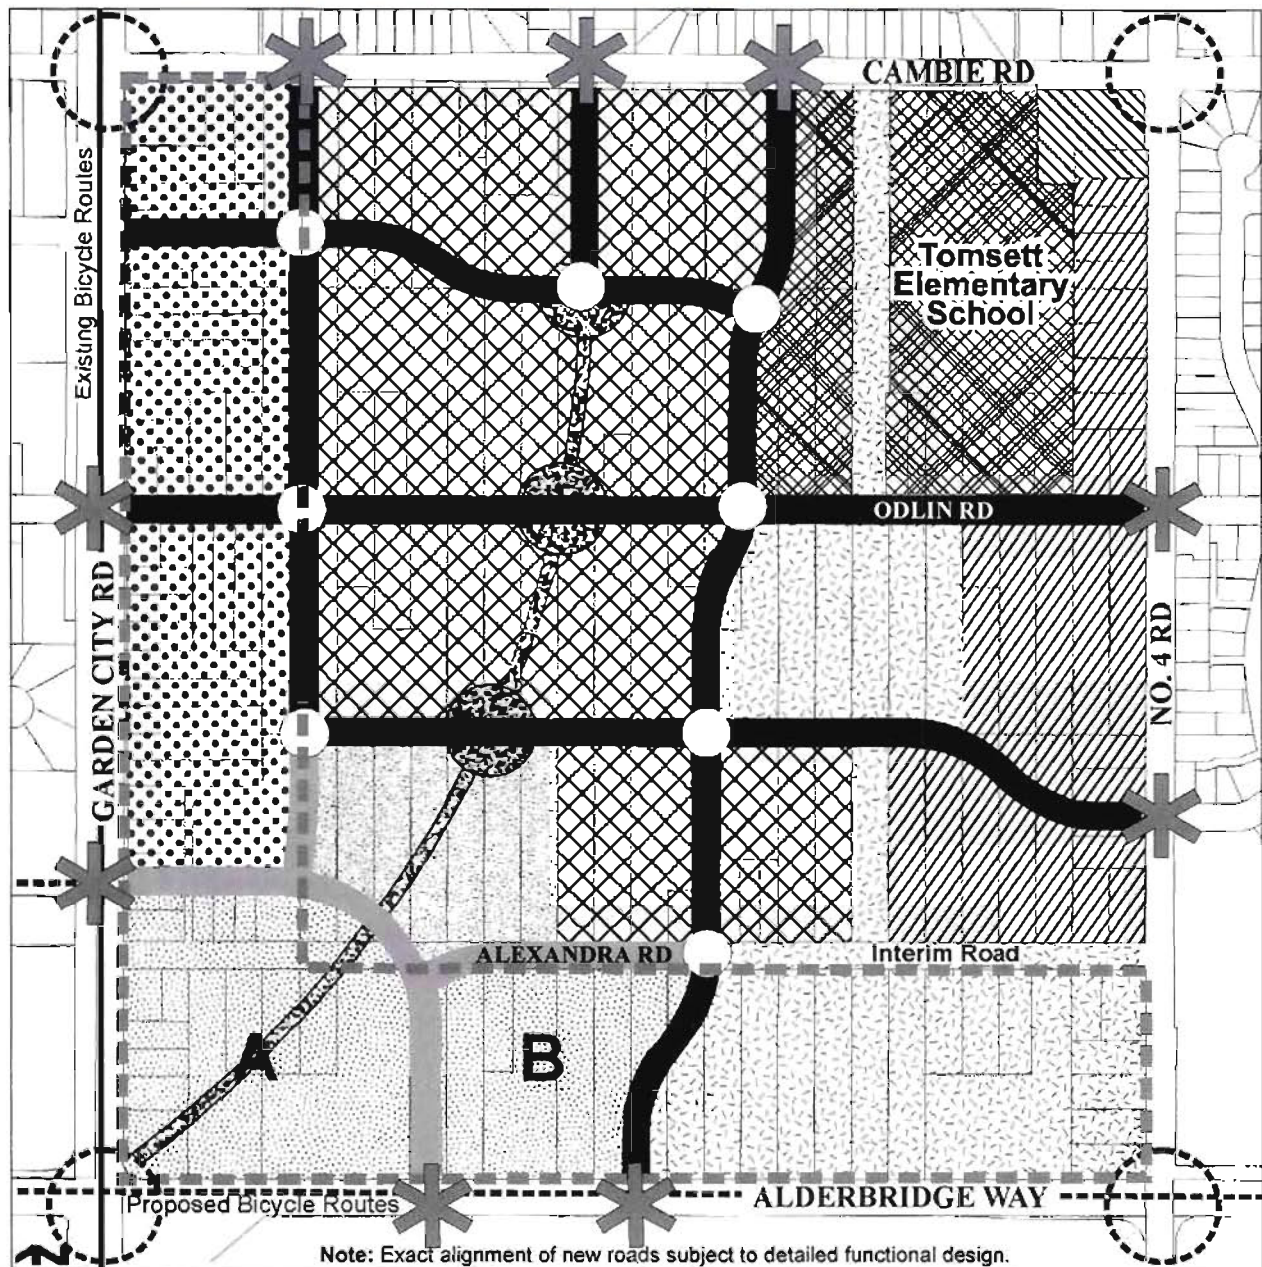 CAMBIE RD
Existing Bicycle Routes
Tomsett
Elementary
School
ODLIN RD
GARDEN CITY RD
NO. 4 RD
ALEXANDRA RD
Interim Road
A
B
Proposed Bicycle Routes
ALDERBRIDGE WAY
Note: Exact alignment of new roads subject to detailed functional design.